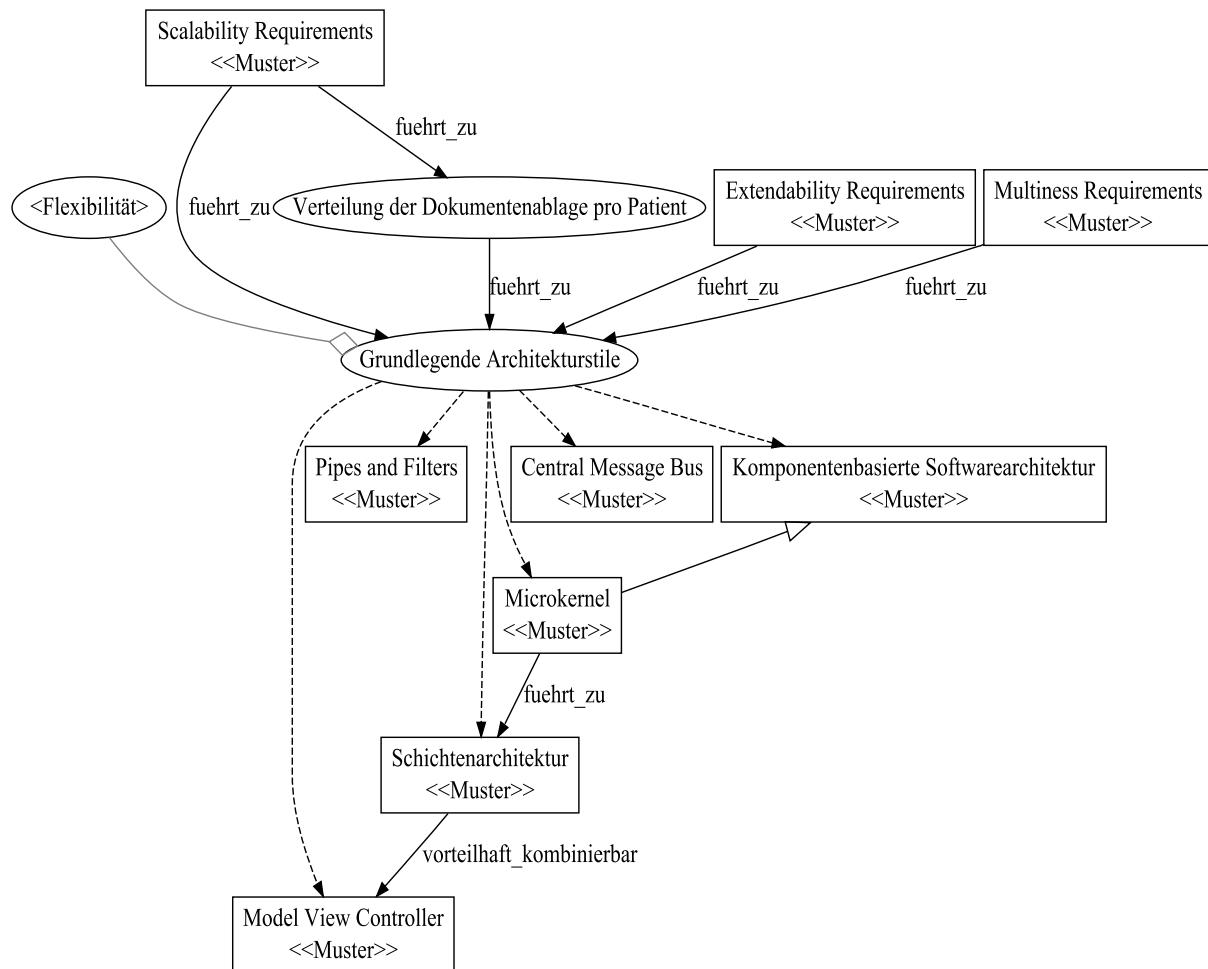 Scalability Requirements
<<Muster>>
fuehrt_zu
<Flexibilität>
fuehrt_zu
Verteilung der Dokumentenablage pro Patient
Extendability Requirements
<<Muster>>
Multiness Requirements
<<Muster>>
fuehrt_zu
fuehrt_zu
fuehrt_zu
Grundlegende Architekturstile
Pipes and Filters
<<Muster>>
Central Message Bus
<<Muster>>
Komponentenbasierte Softwarearchitektur
<<Muster>>
Microkernel
<<Muster>>
fuehrt_zu
Schichtenarchitektur
<<Muster>>
vorteilhaft_kombinierbar
Model View Controller
<<Muster>>